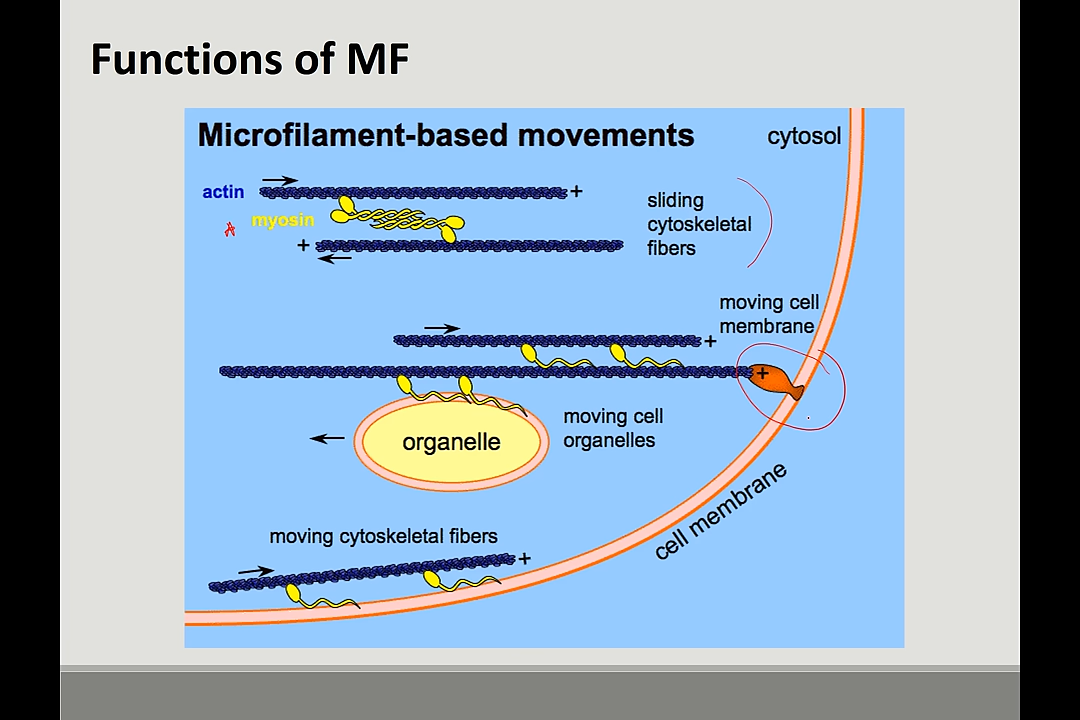 Functions of MF
Microfilament-based movements
cytosol
actin
+
myosin
+
sliding
cytoskeletal
fibers
moving cell
membrane
+
+
organelle
moving cell
organelles
cell membrane
moving cytoskeletal fibers
+